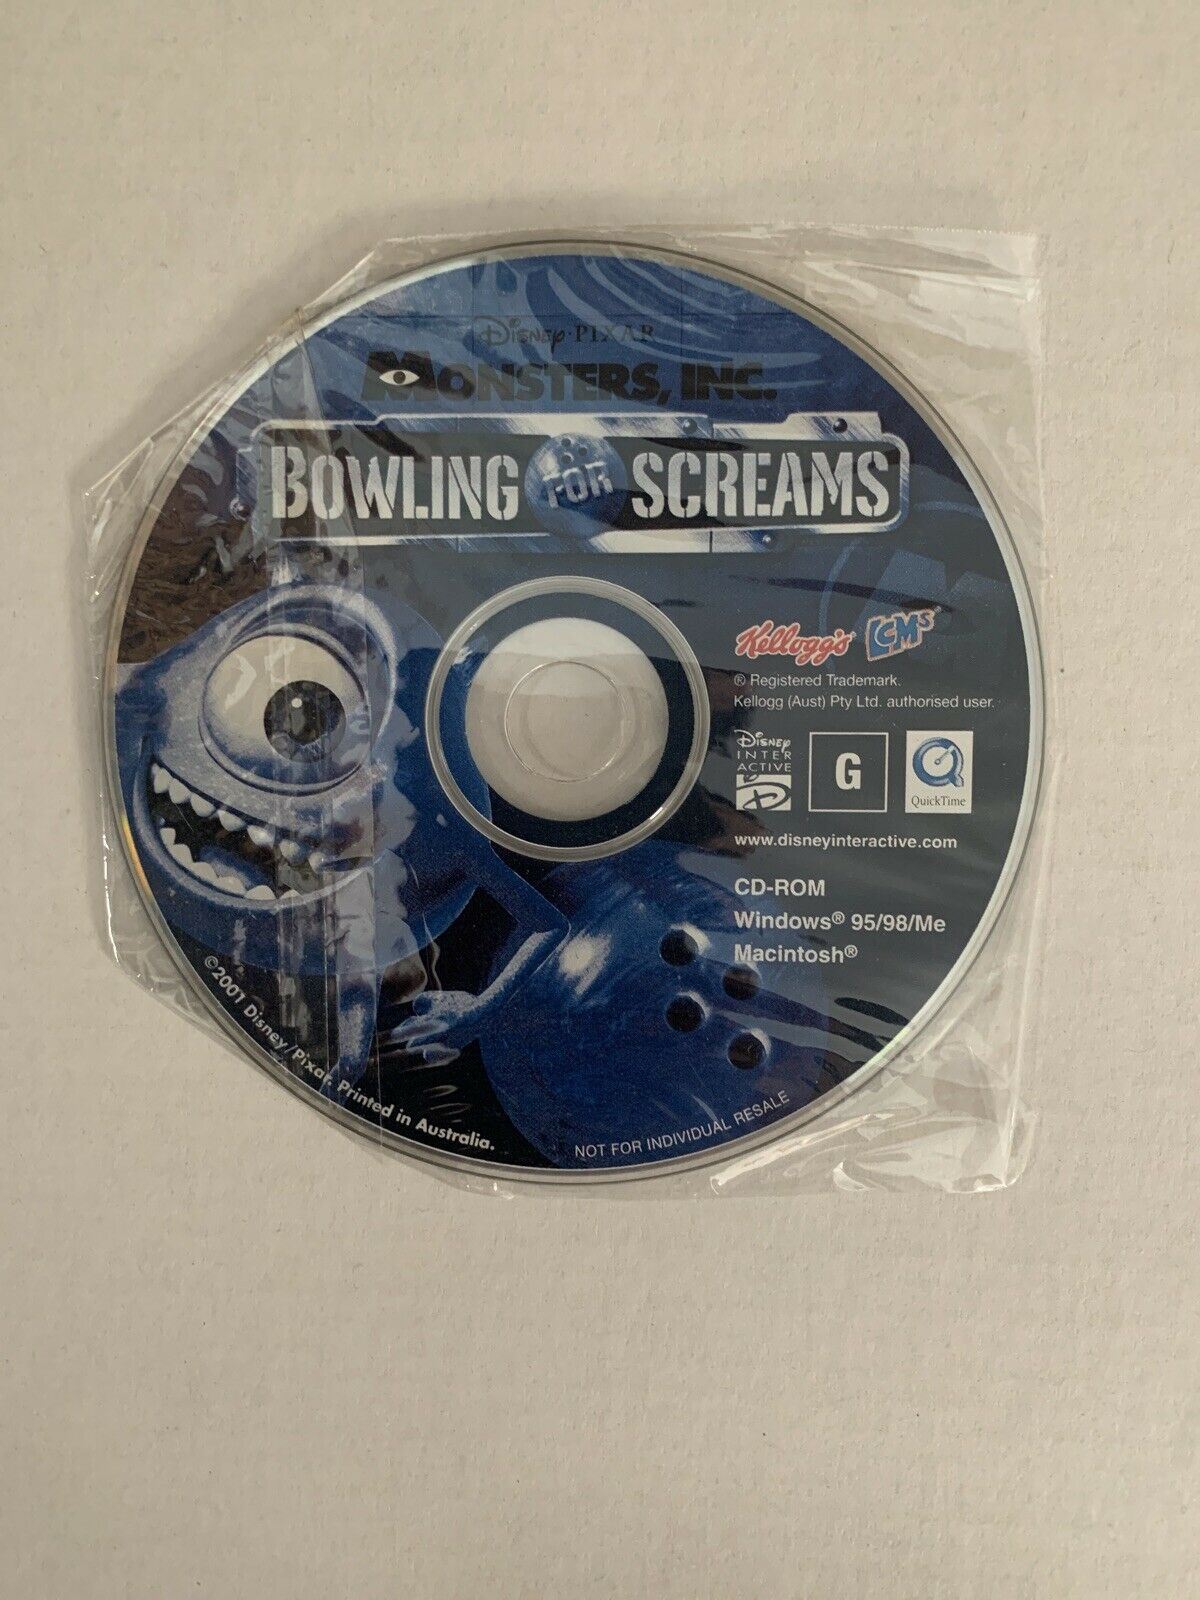 Disney·PIXAR
MONSTERS, INC.
BOWLING FOR SCREAMS
Kellogg's LCMs®
® Registered Trademark.
Kellogg (Aust) Pty Ltd. authorised user.
Disney
INTER
ACTIVE
D
G
QuickTime
www.disneyinteractive.com
CD-ROM
Windows® 95/98/Me
Macintosh®
©2001 Disney/Pixar. Printed in Australia.
NOT FOR INDIVIDUAL RESALE